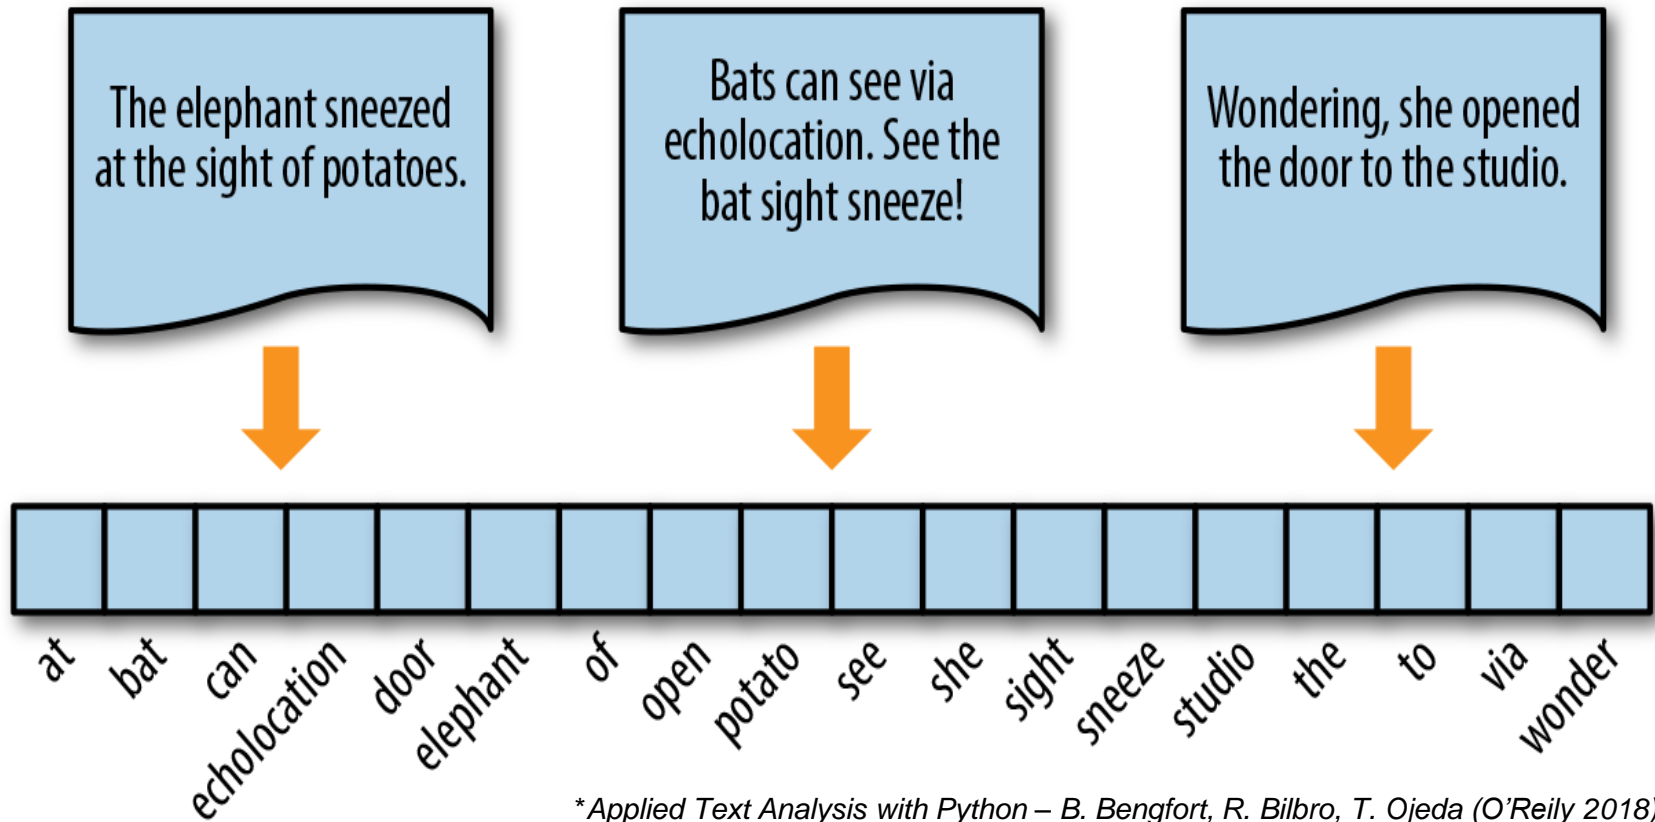 The elephant sneezed
at the sight of potatoes.
Bats can see via
echolocation. See the
bat sight sneeze!
Wondering, she opened
the door to the studio.
at
bat
can
echolocation
door
elephant
of
open
potato
see
she
sight
sneeze
studio
the
to
via
wonder
*Applied Text Analysis with Python – B. Bengfort, R. Bilbro, T. Ojeda (O’Reily 2018)